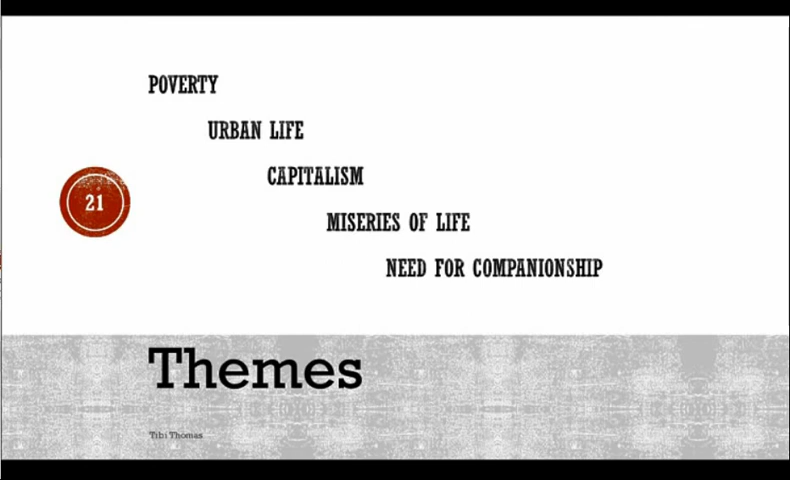 POVERTY
URBAN LIFE
CAPITALISM
21
MISERIES OF LIFE
NEED FOR COMPANIONSHIP
Themes
Tibi Thomas